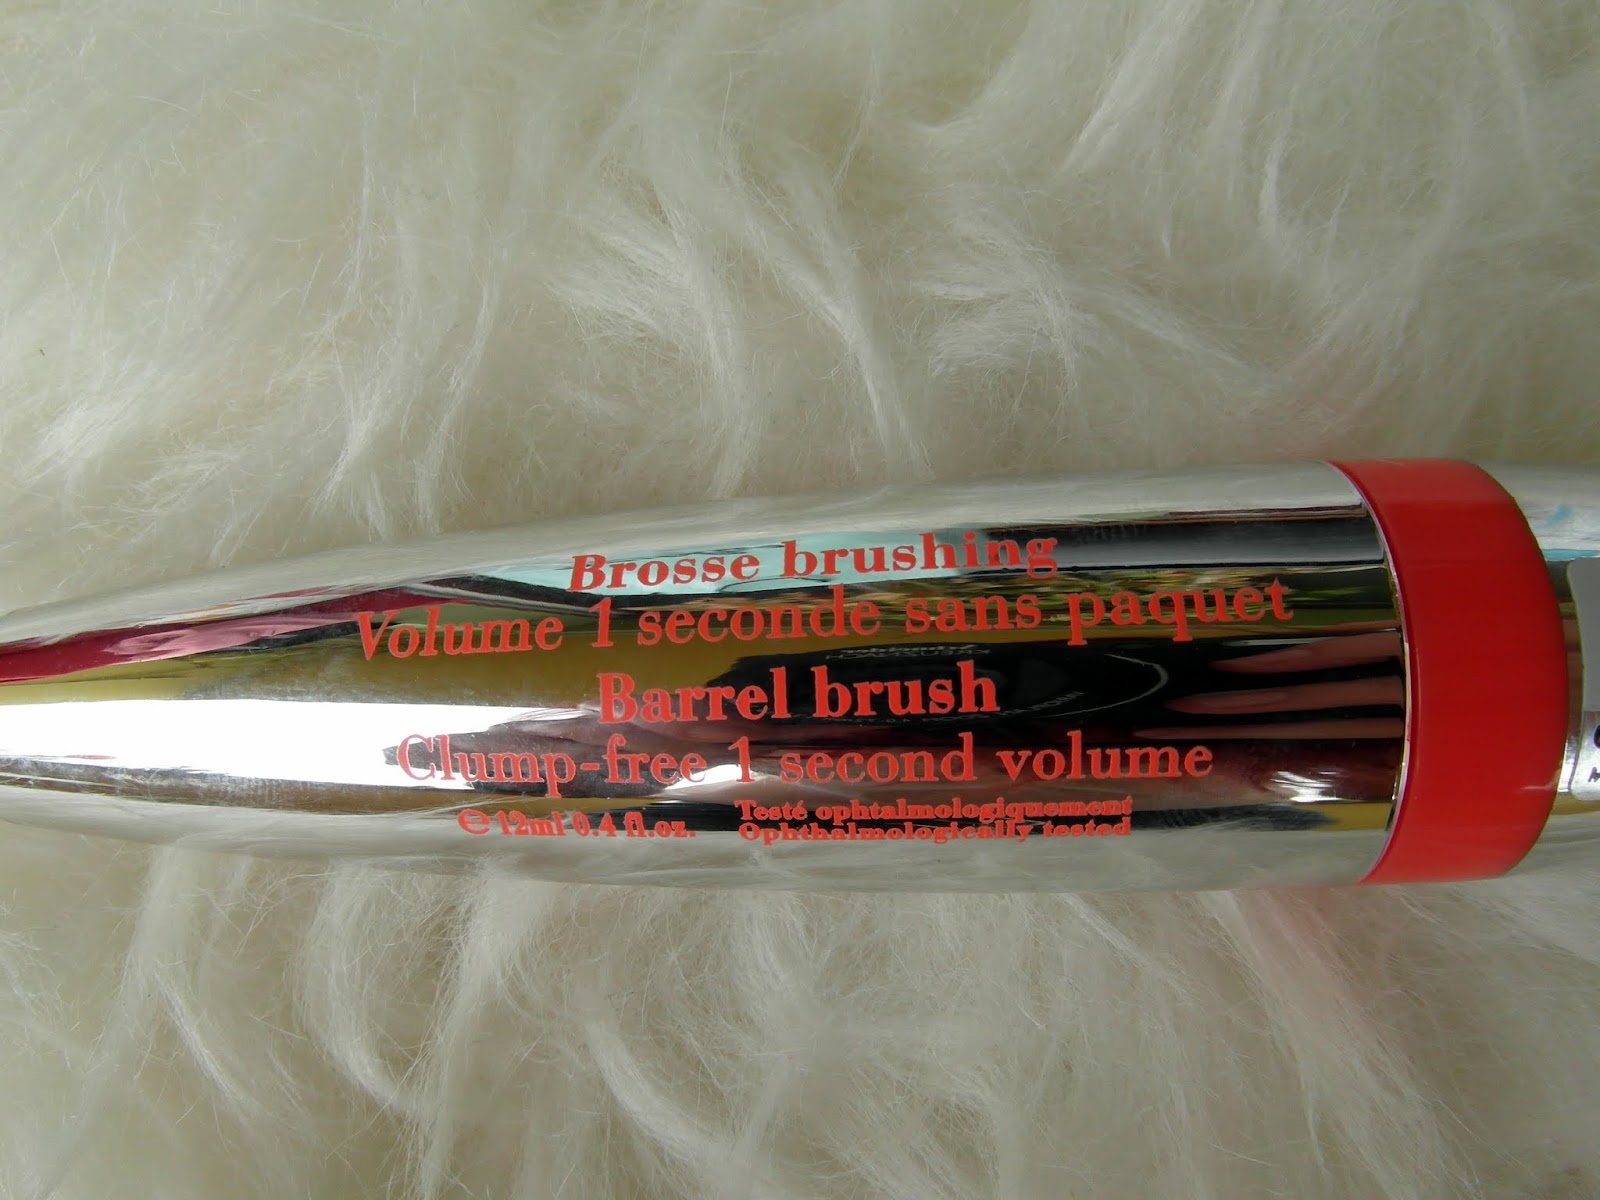 Brosse brushing
Volume 1 seconde sans paquet
Barrel brush
Clump-free 1 second volume
℮ 12ml 0.4 fl.oz.
Testé ophtalmologiquement
Ophthalmologically tested